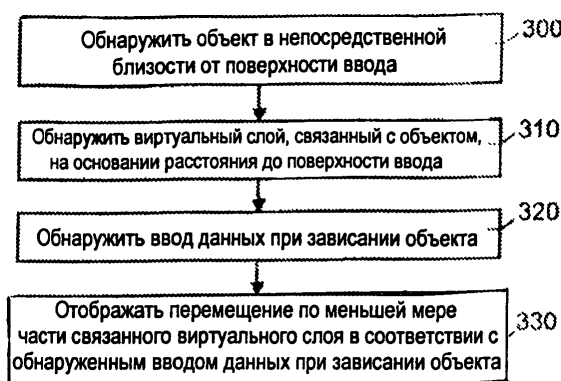 Обнаружить объект в непосредственной
близости от поверхности ввода
300
Обнаружить виртуальный слой, связанный с объектом,
на основании расстояния до поверхности ввода
310
Обнаружить ввод данных при зависании объекта
320
Отображать перемещение по меньшей мере
части связанного виртуального слоя в соответствии с
обнаруженным вводом данных при зависании объекта
330